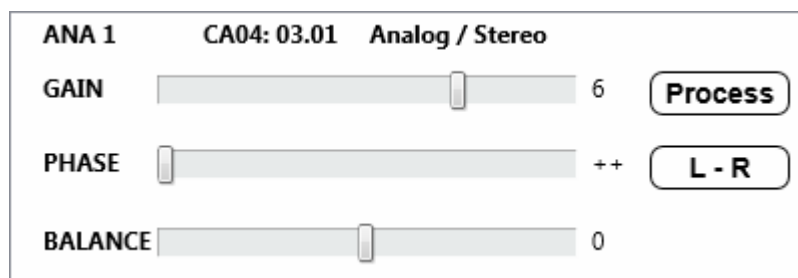 ANA 1 CA04: 03.01 Analog / Stereo
GAIN 6 Process
PHASE ++ L - R
BALANCE 0